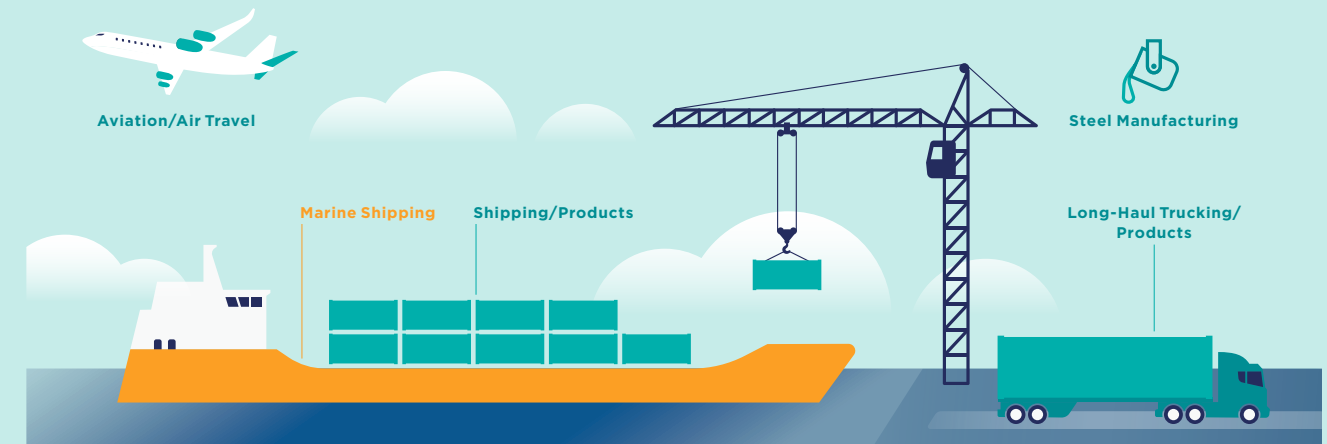 Aviation/Air Travel
Steel Manufacturing
Marine Shipping
Shipping/Products
Long-Haul Trucking/
Products